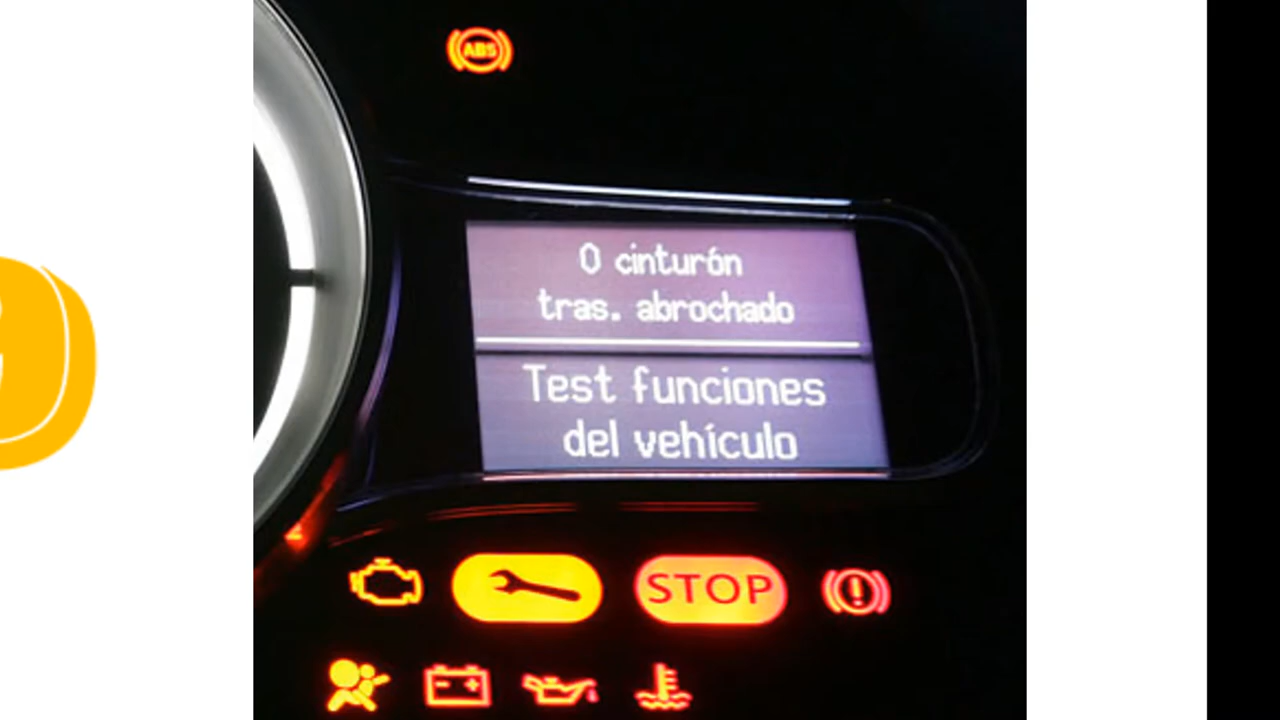 ABS
0 cinturón
tras. abrochado
Test funciones
del vehículo
STOP